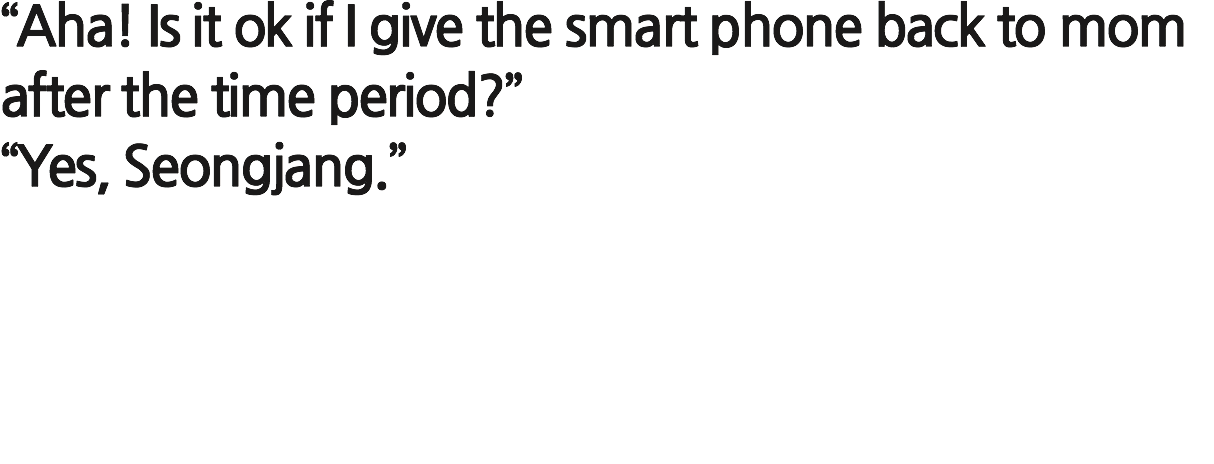 “Aha! Is it ok if I give the smart phone back to mom
after the time period?”
“Yes, Seongjang.”